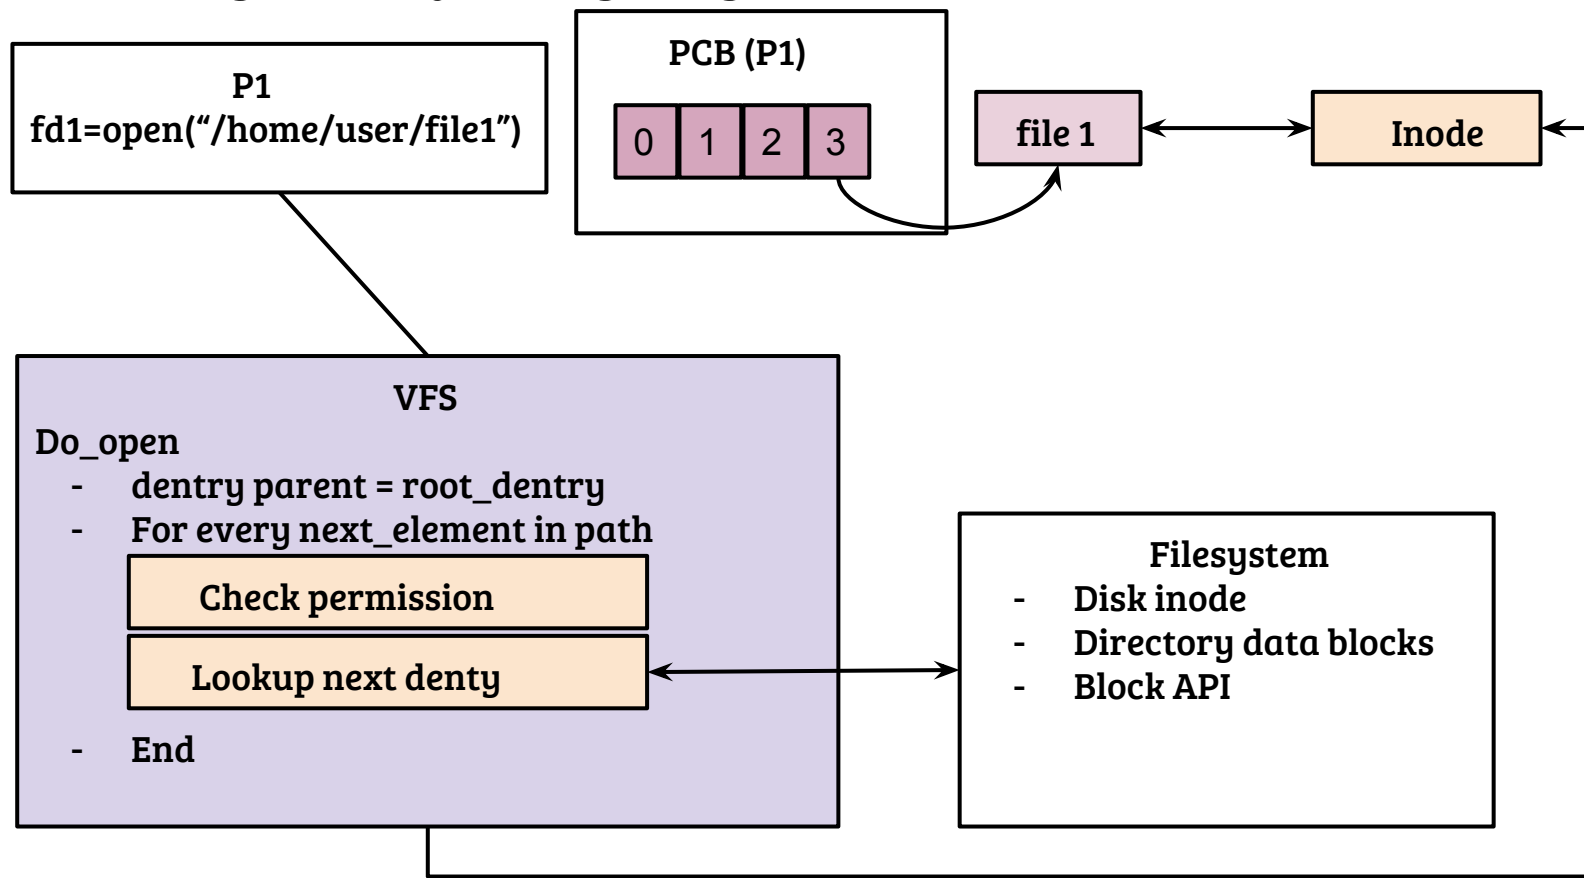 P1
fd1=open(“/home/user/file1”)
PCB (P1)
0 1 2 3
file 1
Inode
VFS
Do_open
- dentry parent = root_dentry
- For every next_element in path
Check permission
Lookup next denty
- End
Filesystem
- Disk inode
- Directory data blocks
- Block API